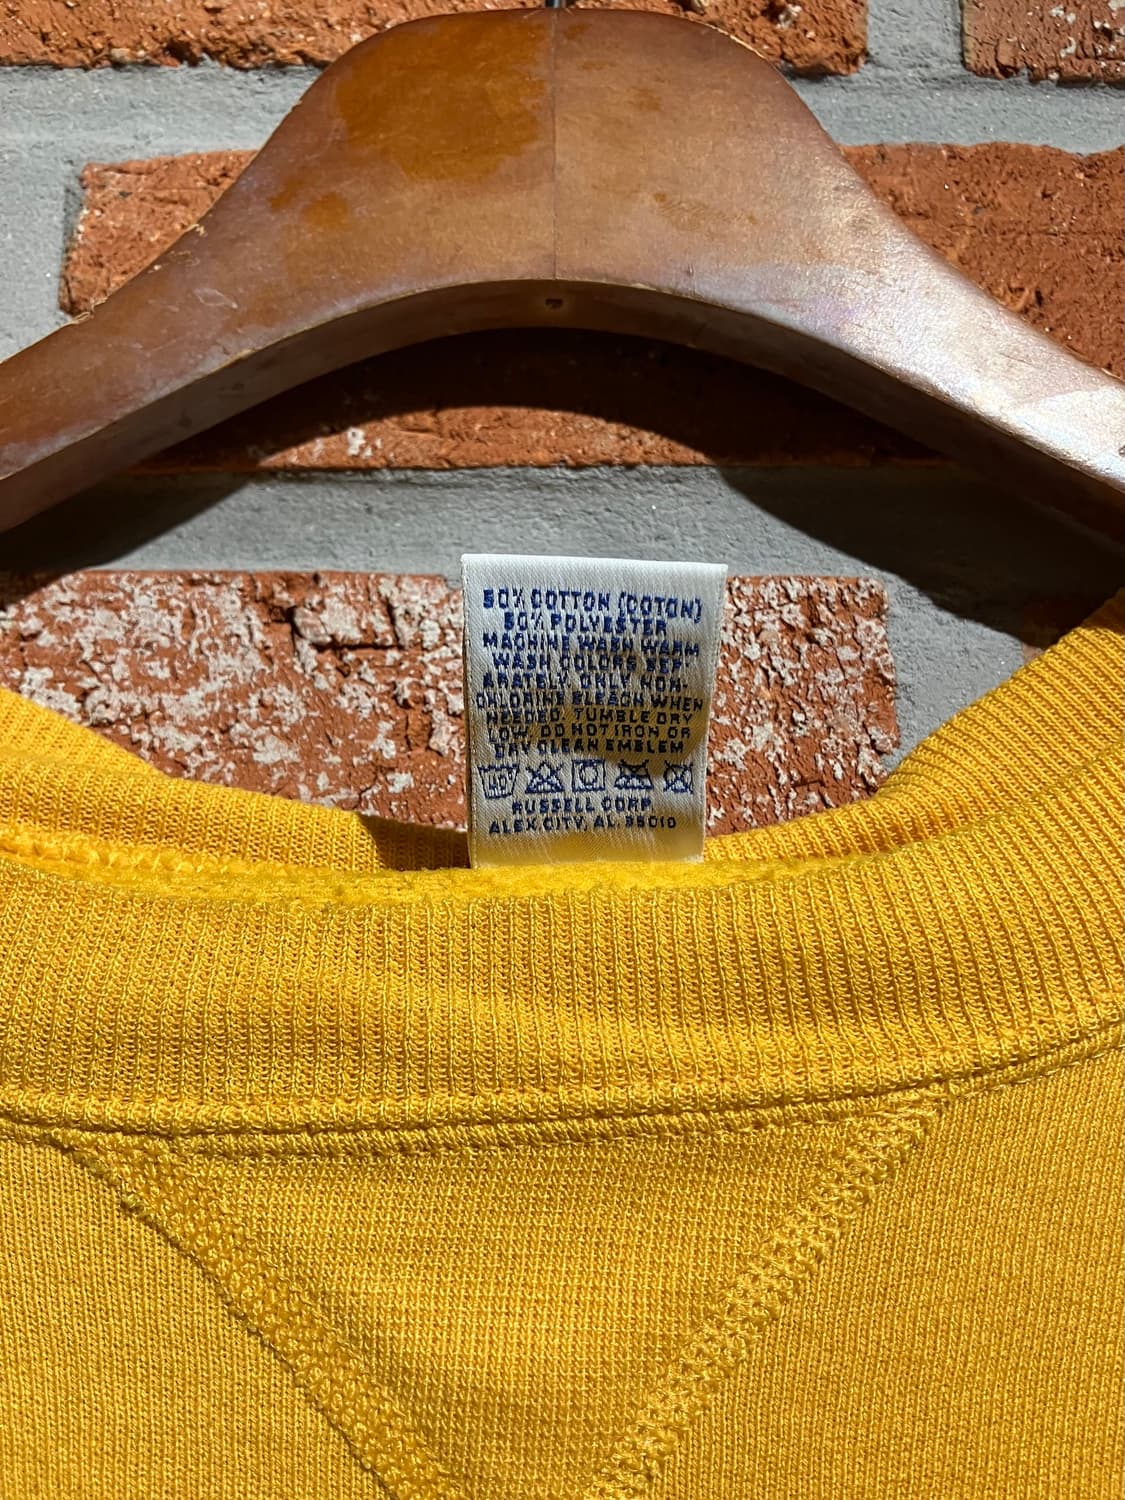 50% COTTON (COTON)
50% POLYESTER
MACHINE WASH WARM
WASH COLORS SEP-
ARATELY. ONLY NON-
CHLORINE BLEACH WHEN
NEEDED. TUMBLE DRY
LOW. DO NOT IRON OR
DRY CLEAN EMBLEM
40
RUSSELL CORP.
ALEX CITY, AL. 35010